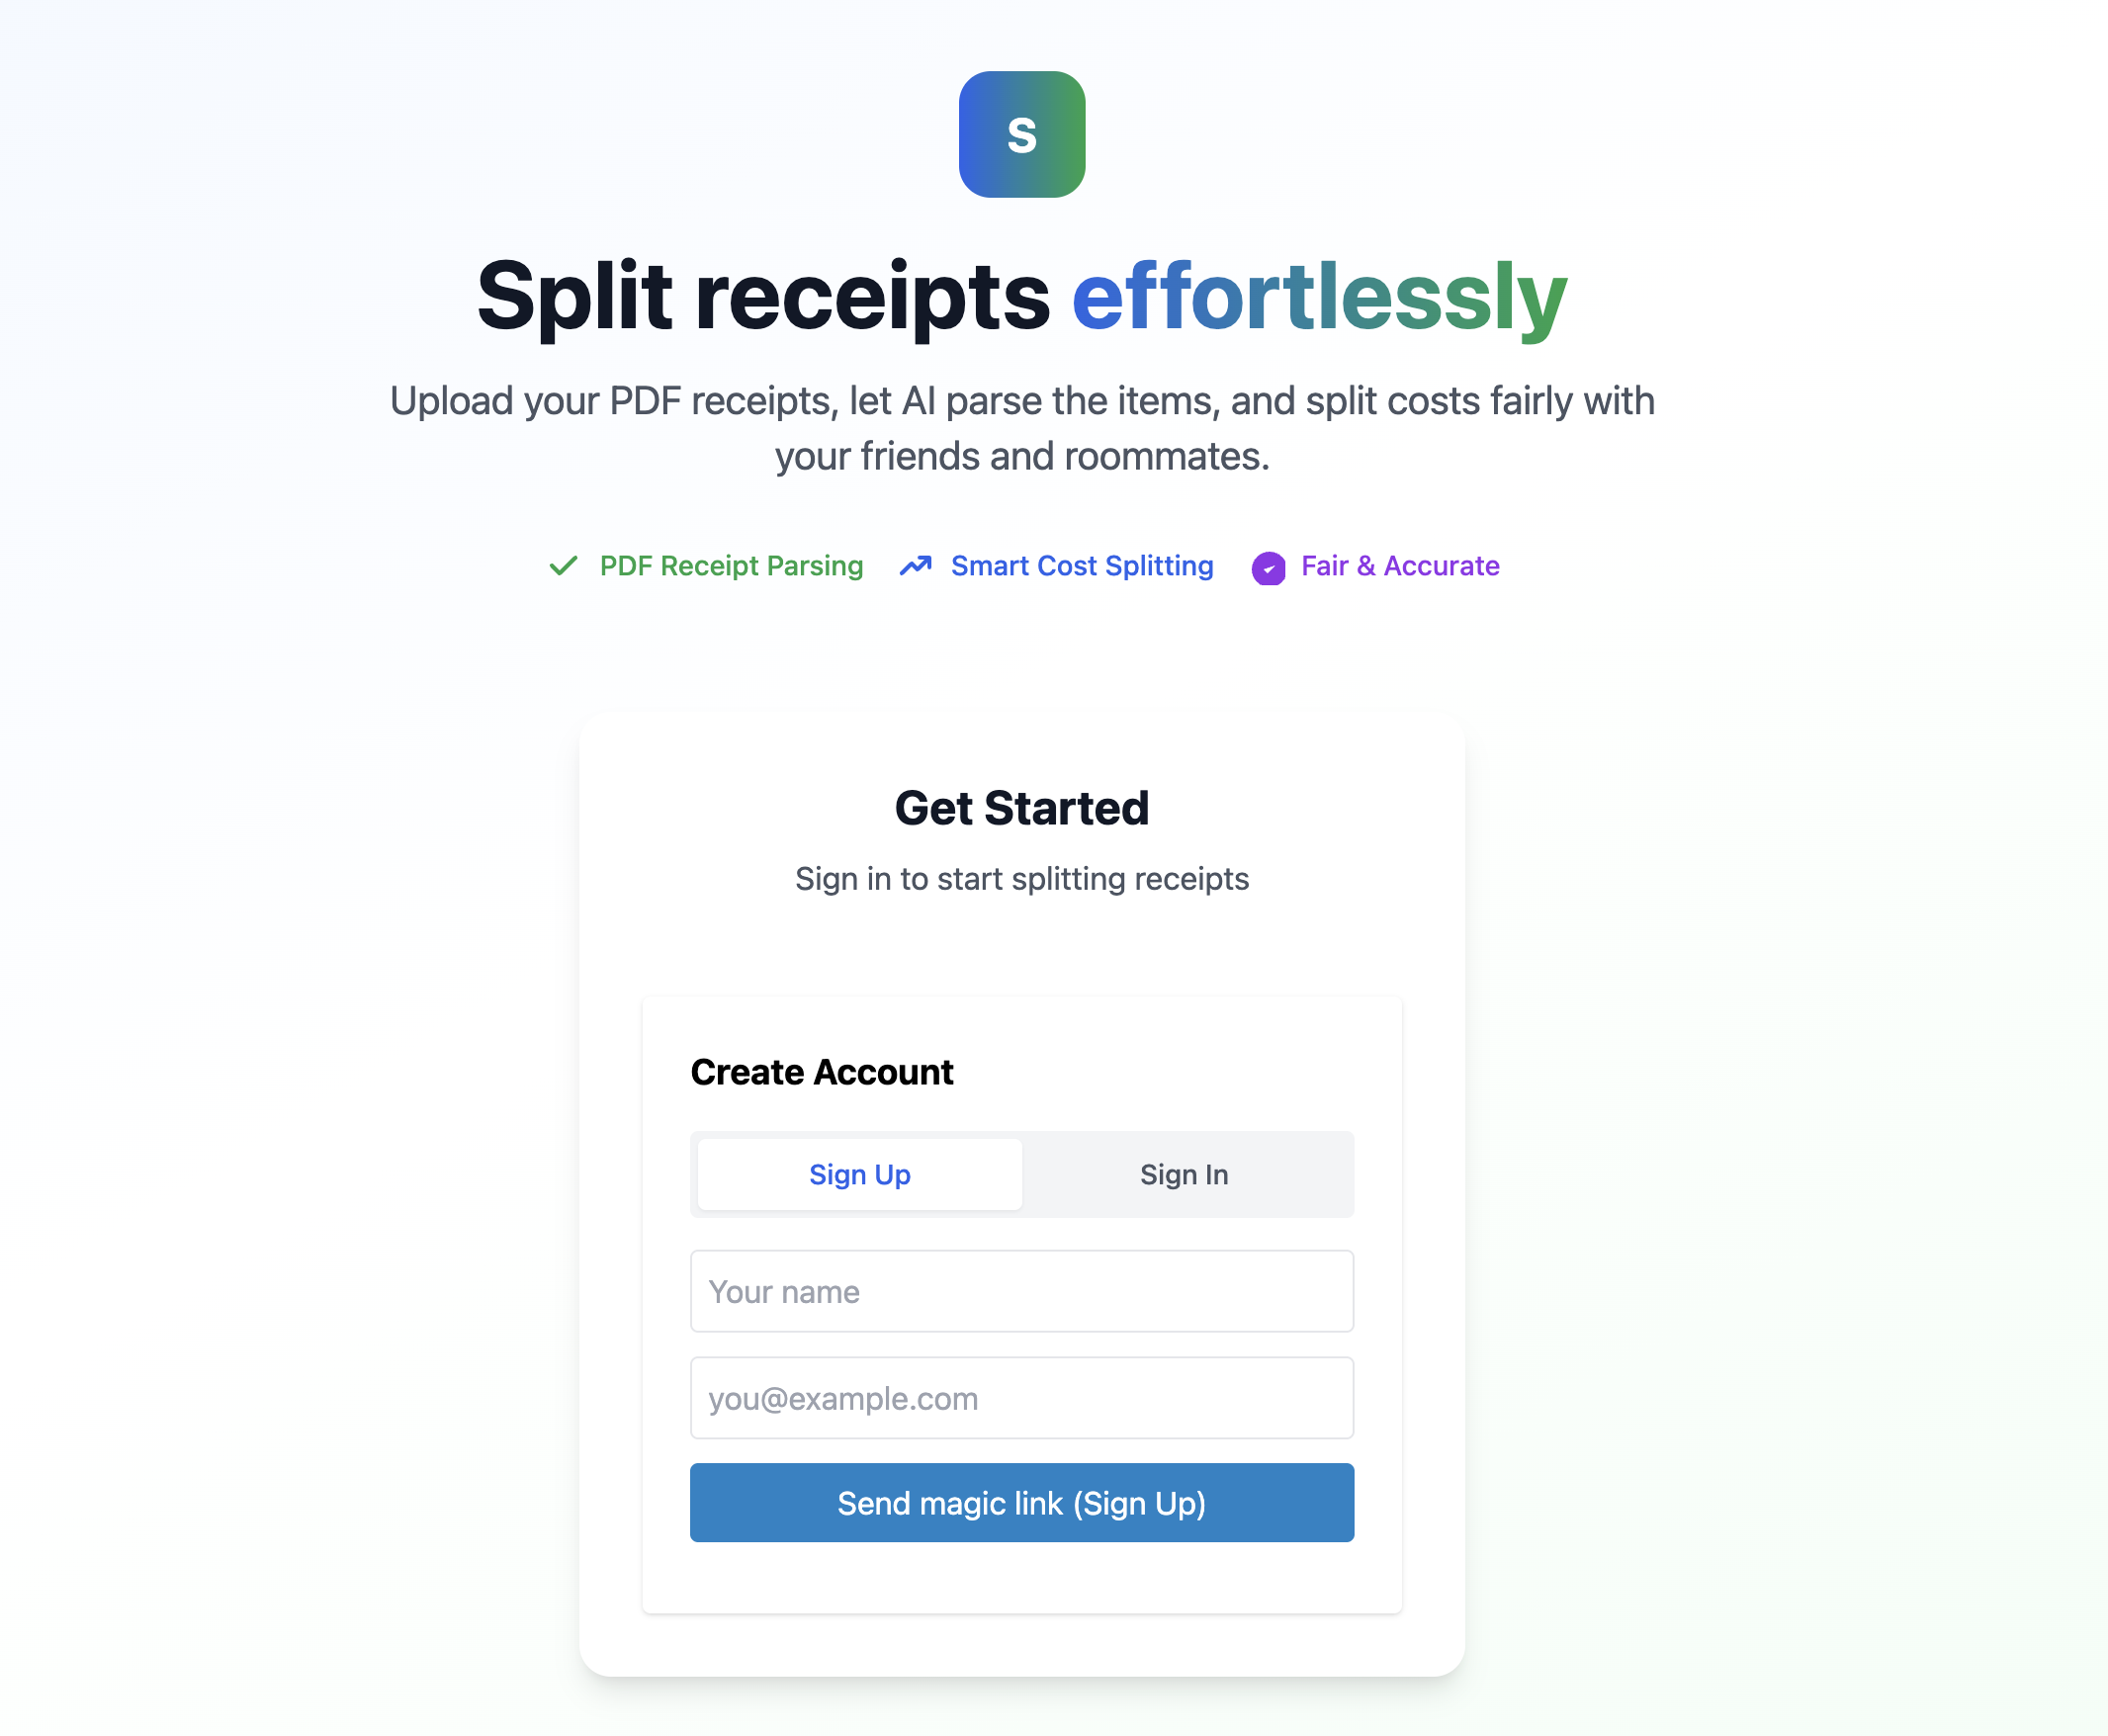 S
Split receipts effortlessly
Upload your PDF receipts, let AI parse the items, and split costs fairly with
your friends and roommates.
PDF Receipt Parsing Smart Cost Splitting Fair & Accurate
Get Started
Sign in to start splitting receipts
Create Account
Sign Up Sign In
Your name
you@example.com
Send magic link (Sign Up)